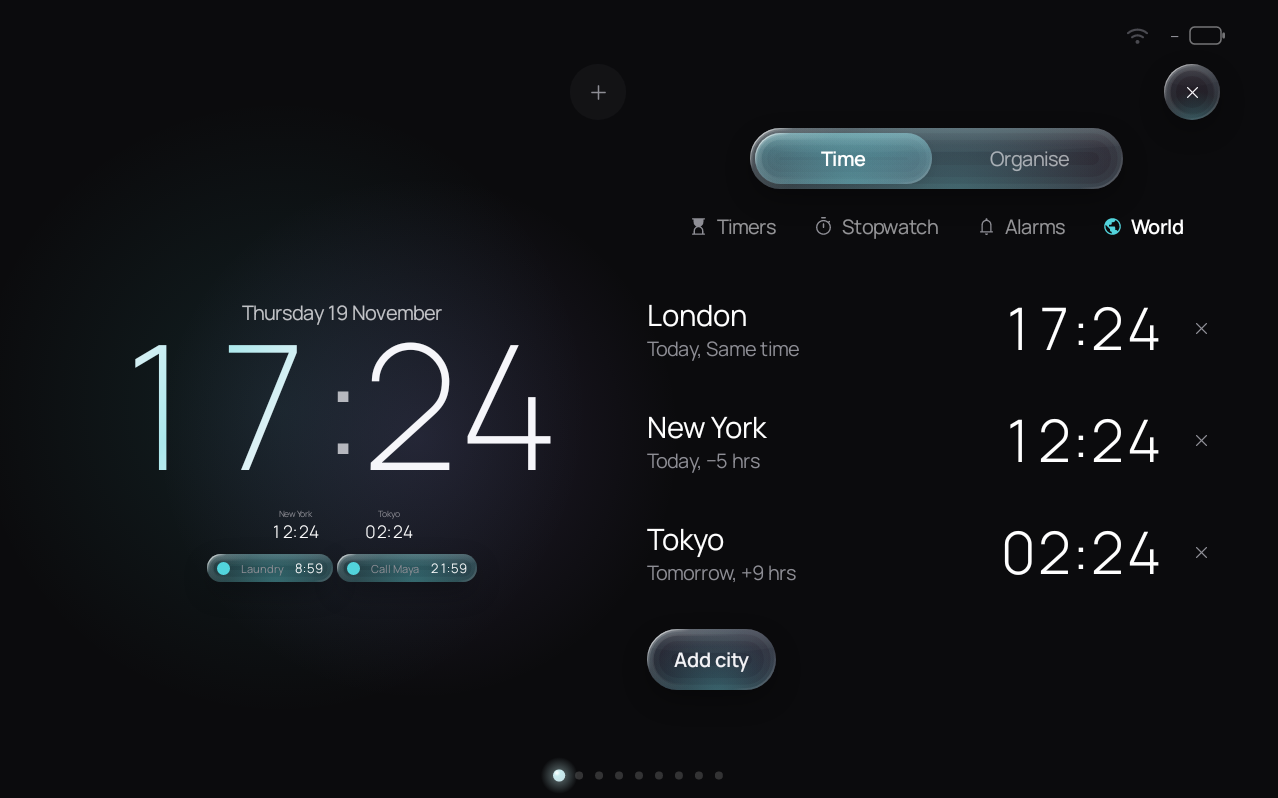 –
Time
Organise
Timers
Stopwatch
Alarms
World
Thursday 19 November
17:24
New York
12:24
Tokyo
02:24
Laundry 8:59
Call Maya 21:59
London
Today, Same time
17:24
New York
Today, −5 hrs
12:24
Tokyo
Tomorrow, +9 hrs
02:24
Add city